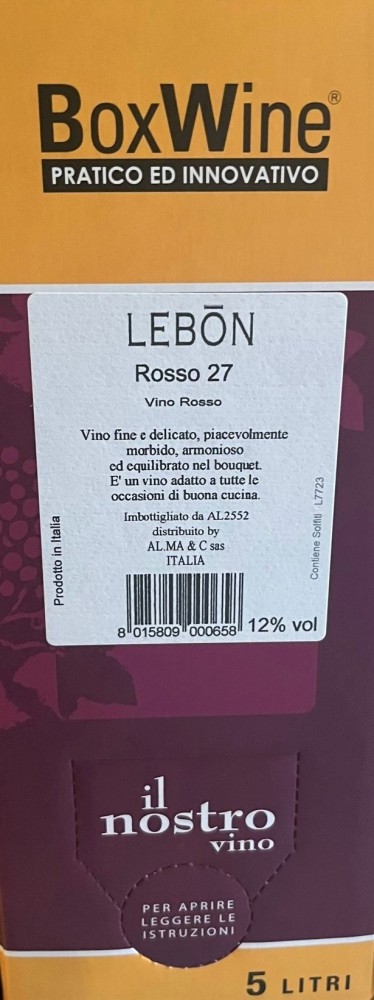 BoxWine®
PRATICO ED INNOVATIVO
LEBŌN
Rosso 27
Vino Rosso
Vino fine e delicato, piacevolmente
morbido, armonioso
ed equilibrato nel bouquet.
E' un vino adatto a tutte le
occasioni di buona cucina.
Imbottigliato da AL2552
distribuito by
AL.MA & C sas
ITALIA
Prodotto in Italia
Contiene Solfiti L7723
8 015809 000658
12% vol
il
nostro
vino
PER APRIRE
LEGGERE LE
ISTRUZIONI
5 LITRI